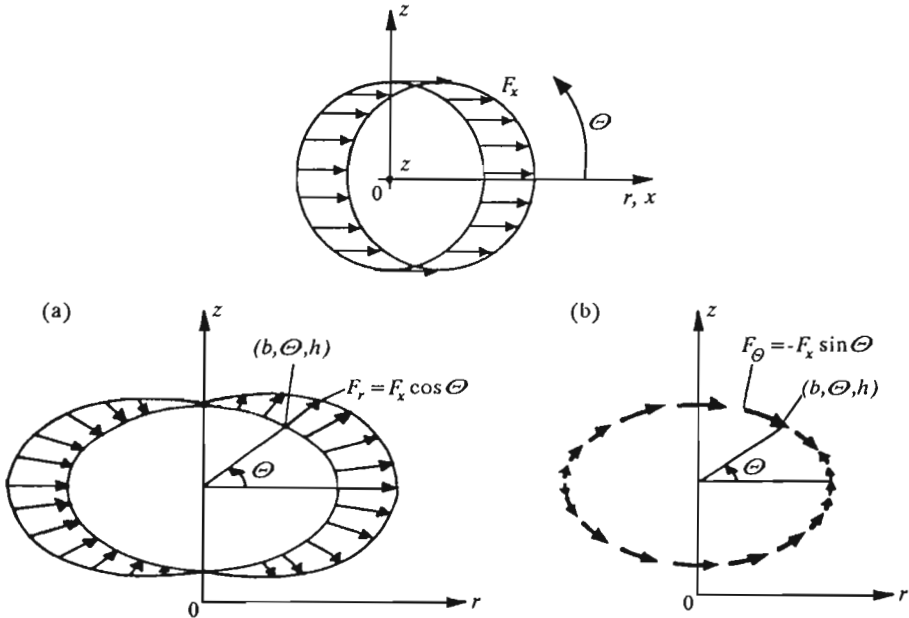 z
F_x
Θ
z
0
r, x
(a)
z
(b, Θ, h)
F_r = F_x cos Θ
Θ
0
r
(b)
z
F_Θ = -F_x sin Θ
(b, Θ, h)
Θ
0
r